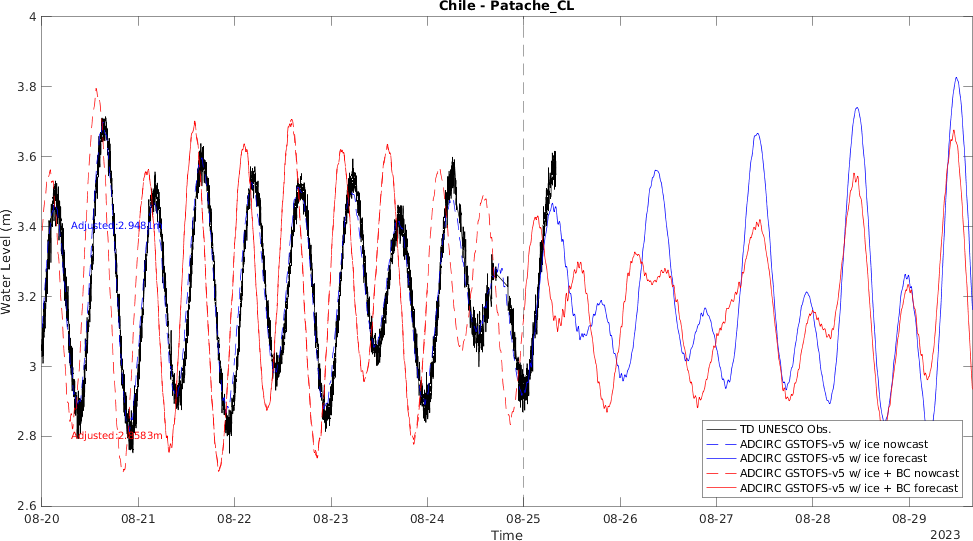 Chile - Patache_CL
4
3.8
3.6
3.4
3.2
3
2.8
2.6
Water Level (m)
Adjusted:2.9481m
08-20
08-21
08-22
08-23
08-24
08-25
08-26
08-27
08-28
08-29
Time
2023
TD UNESCO Obs.
ADCIRC GSTOFS-v5 w/ ice nowcast
ADCIRC GSTOFS-v5 w/ ice forecast
ADCIRC GSTOFS-v5 w/ ice + BC nowcast
ADCIRC GSTOFS-v5 w/ ice + BC forecast